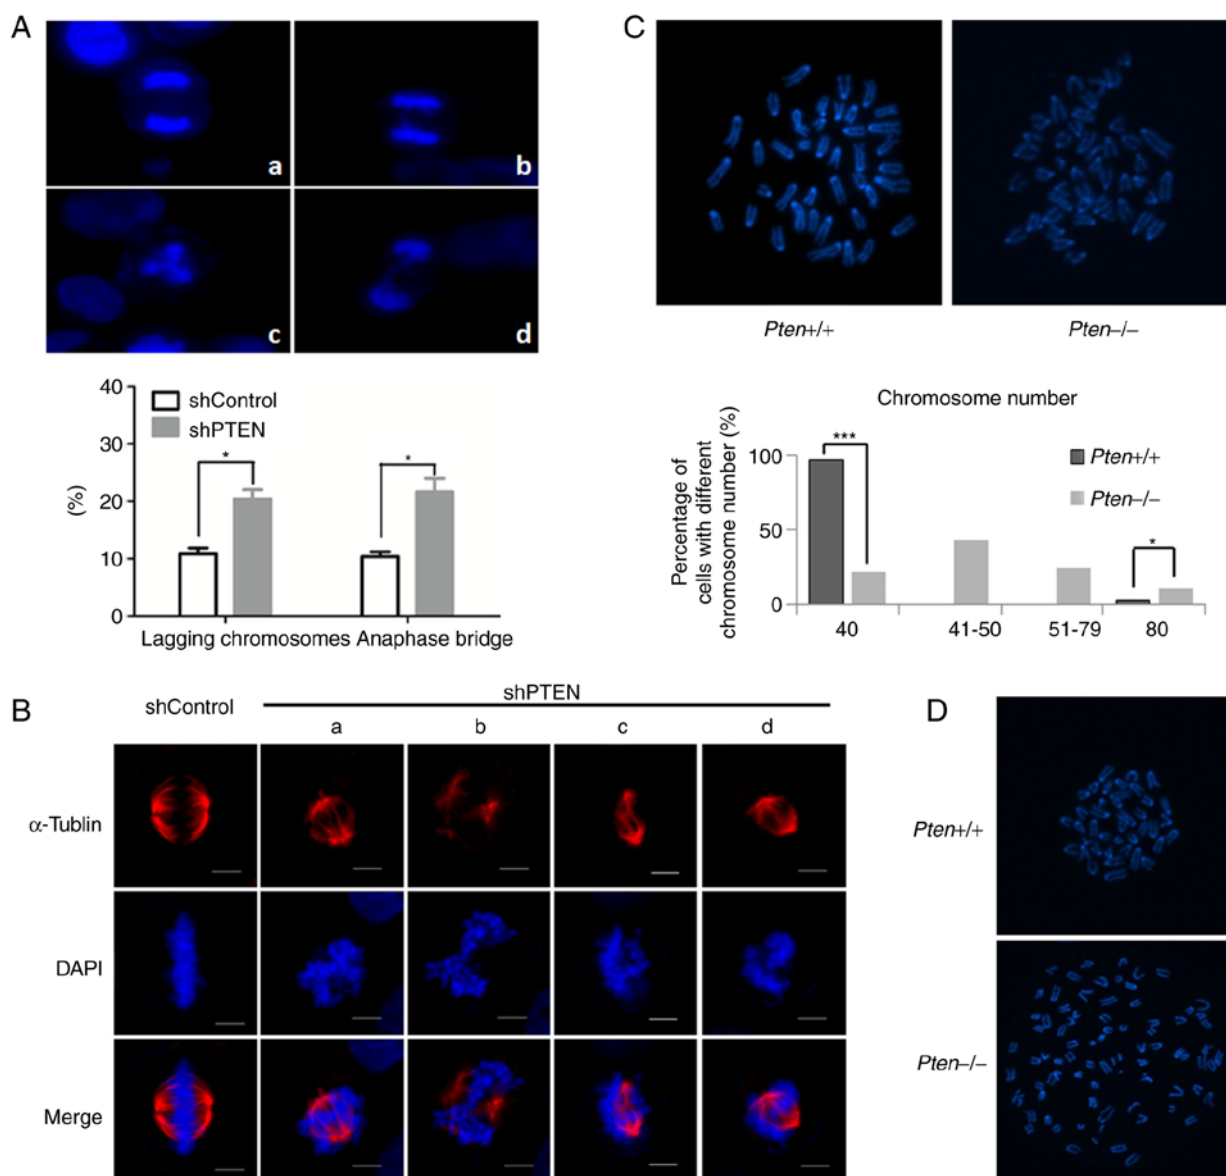 A
a
b
c
d
40
30
20
10
0
(%)
shControl
shPTEN
*
*
Lagging chromosomes Anaphase bridge
C
Pten+/+
Pten–/–
Chromosome number
Percentage of
cells with different
chromosome number (%)
100
50
0
***
*
Pten+/+
Pten–/–
40
41-50
51-79
80
B
shControl
shPTEN
a
b
c
d
α-Tublin
DAPI
Merge
D
Pten+/+
Pten–/–